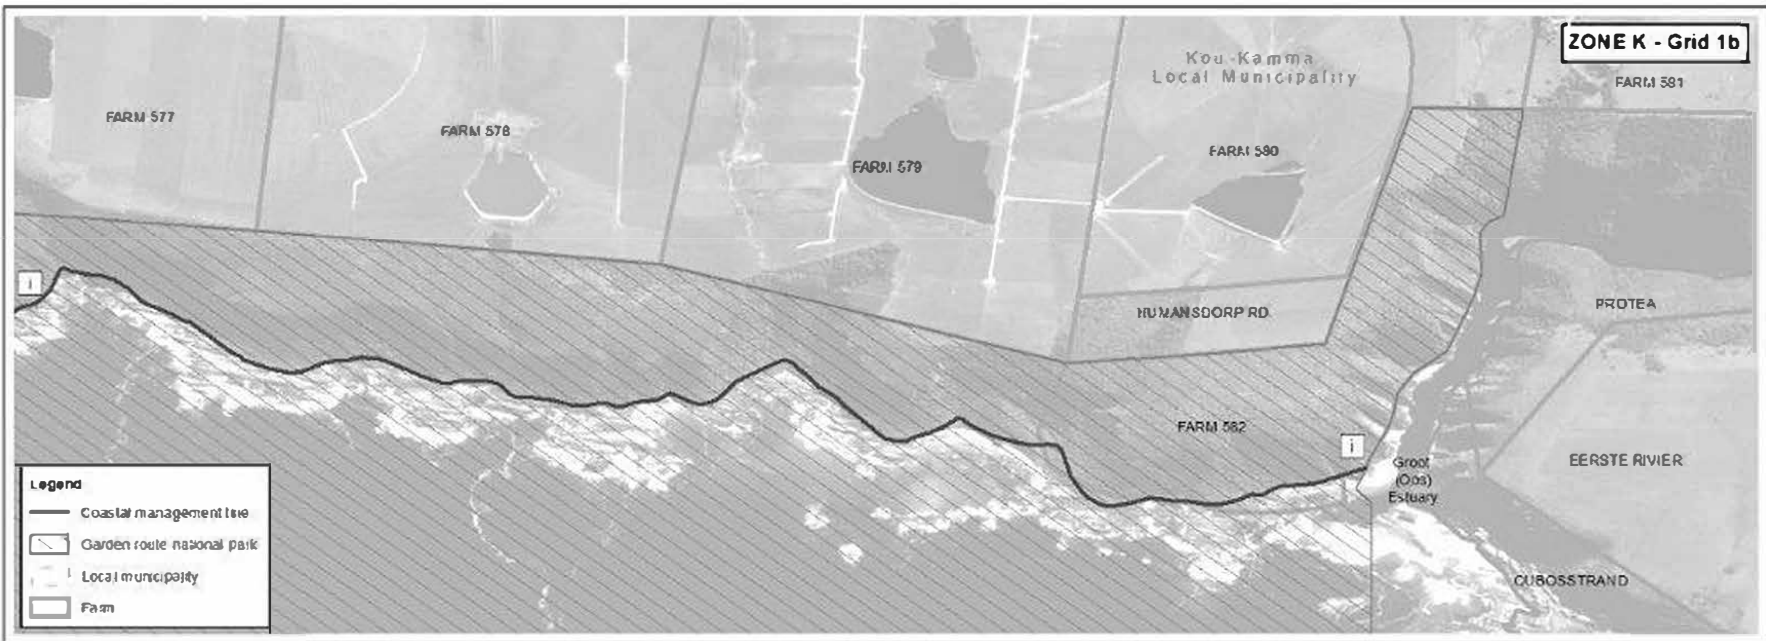 ZONE K - Grid 1b
Kou-Kamma
Local Municipality
FARM 581
FARM 577
FARM 578
FARM 579
FARM 580
i
HUMANSDORP RD
PROTEA
FARM 582
i
Groot
(Oos)
Estuary
EERSTE RIVIER
OUBOSSTRAND
Legend
Coastal management line
Garden route national park
Local municipality
Farm